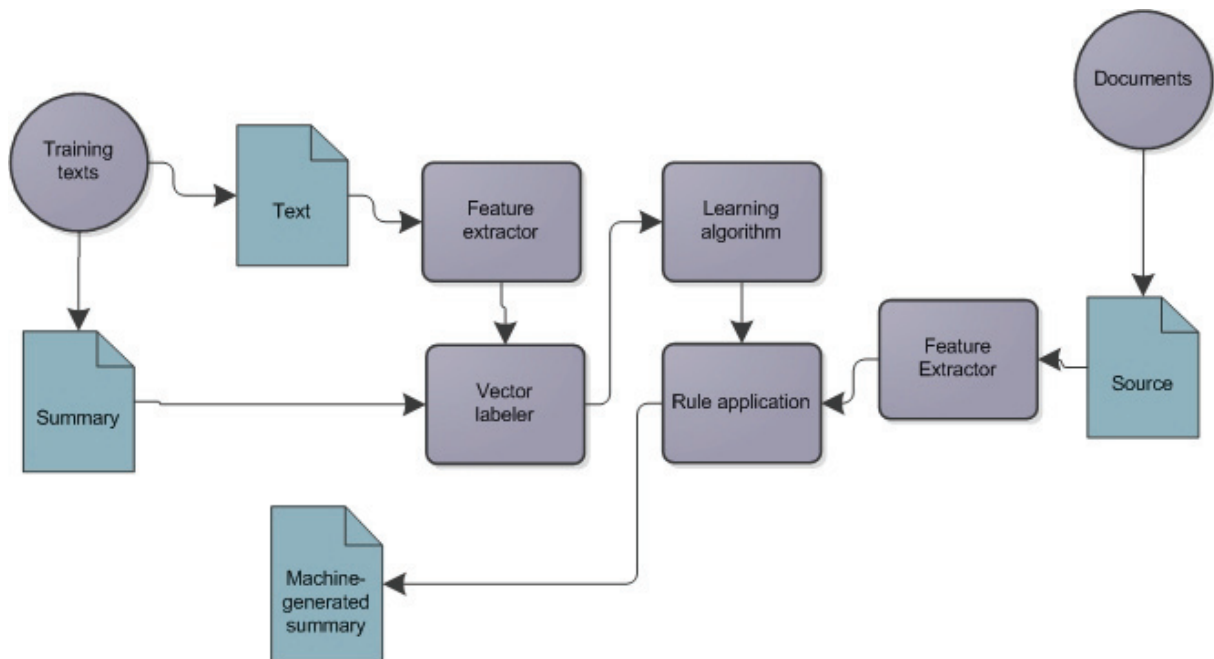 Documents
Training
texts
Text
Feature
extractor
Learning
algorithm
Summary
Vector
labeler
Rule application
Feature
Extractor
Source
Machine-
generated
summary